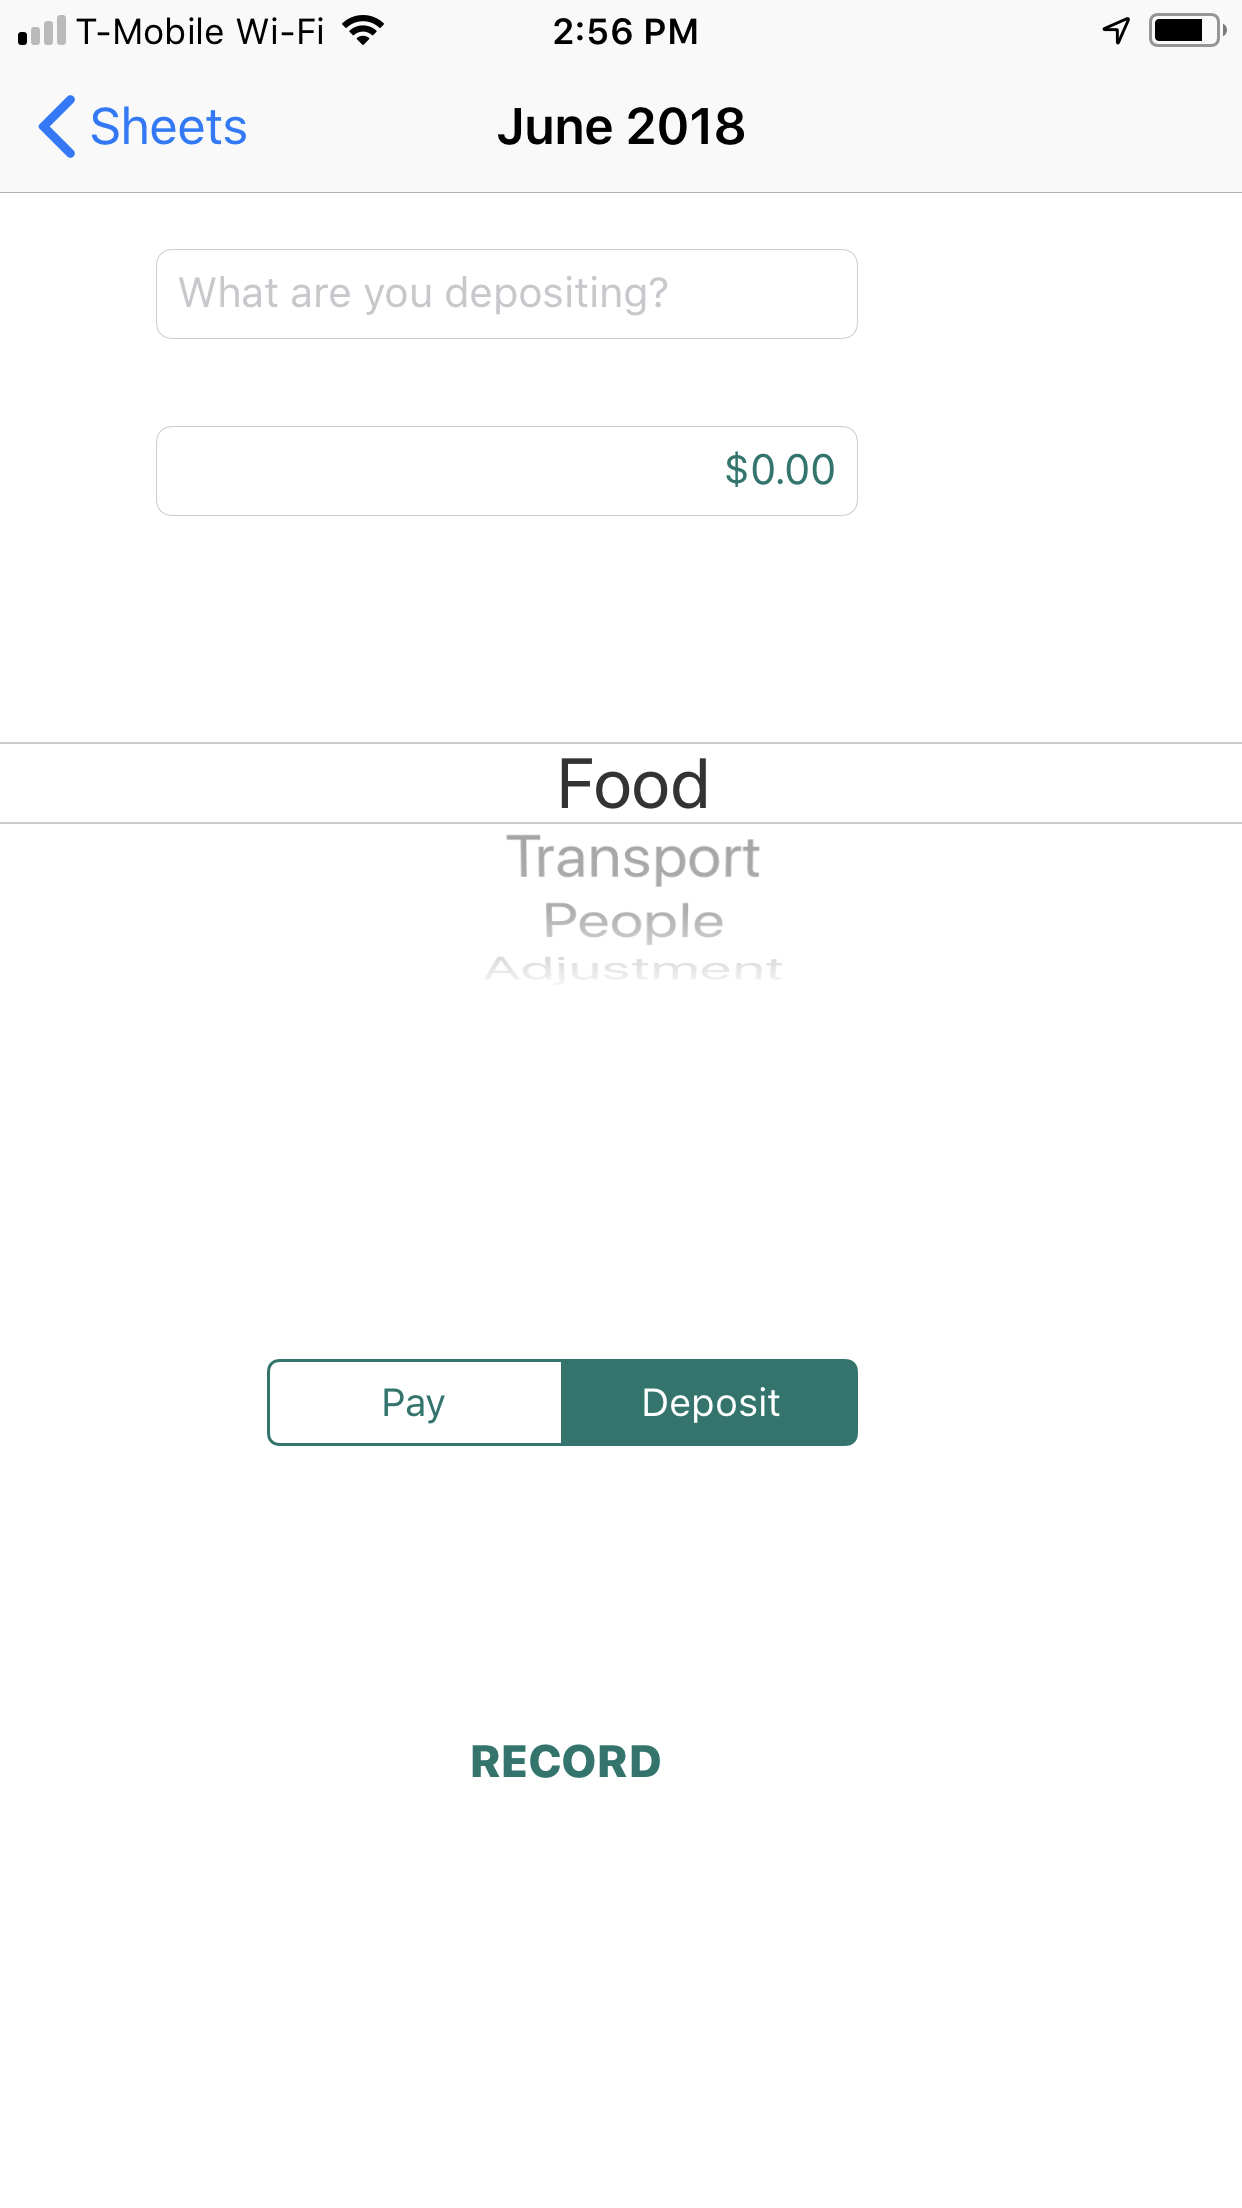 T-Mobile Wi-Fi 2:56 PM
Sheets June 2018
What are you depositing?
$0.00
Food
Transport
People
Adjustment
Pay Deposit
RECORD